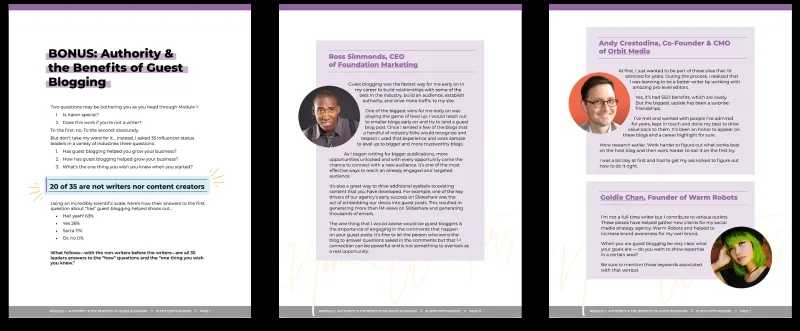 BONUS: Authority &
the Benefits of Guest
Blogging
Two questions may be bothering you as you head through Module 1:
1. Is Aaron special?
2. Does this work if you're not a writer?
To the first: no. To the second: absolutely.
But don't take my word for it... Instead, I asked 35 influencer-status
leaders in a variety of industries three questions:
1. Has guest blogging helped you grow your business?
2. How has guest blogging helped grow your business?
3. What's the one thing you wish you knew when you started?
20 of 35 are not writers nor content creators
Using an incredibly scientific scale, here's how their answers to the first
question about "has" guest blogging helped shook out...
Hell yeah! 63%
Yes 26%
Sorta 11%
Or, no 0%
What follows—with the non-writers before the writers—are all 35
leaders answers to the "how" questions and the "one thing you wish
you knew."
MODULE 1: AUTHORITY & THE BENEFITS OF GUEST BLOGGING
PAGE 1
Ross Simmonds, CEO
of Foundation Marketing
Guest blogging was the fastest way for me early on in
my career to build relationships with some of the
best in the industry, build an audience, establish
authority, and drive more traffic to my site.
One of the biggest wins for me early on was
playing the game of level up. I would reach out
to smaller blogs early on and try to land a guest
blog post. Once I landed a few of the blogs that
a handful of industry folks would recognize and
respect I used that experience and work sample
to level up to bigger and more trustworthy blogs.
As I began writing for bigger publications, more
opportunities unlocked and with every opportunity came the
chance to connect with a new audience. It's one of the most
effective ways to reach an already engaged and targeted
audience.
It's also a great way to drive additional eyeballs to existing
content that you have developed. For example, one of the key
drivers of our agency's early success on Slideshare was the
act of embedding our decks into guest posts. This resulted in
generating more than 1M views on Slideshare and generating
thousands of emails.
The one thing that I would advise would be guest bloggers is
the importance of engaging in the comments that happen
on your guest posts. It's fine to let the person who owns the
blog to answer questions asked in the comments but that 1-1
connection can be powerful and is not something to overlook as
a real opportunity.
MODULE 1: AUTHORITY & THE BENEFITS OF GUEST BLOGGING
Andy Crestodina, Co-Founder & CMO
of Orbit Media
At first, I just wanted to be part of these sites that I'd
admired for years. During the process, I realized that
I was learning to be a better writer by working with
amazing pro-level editors.
Yes, it's had SEO benefits, which are lovely.
But the biggest upside has been a surprise:
friendships.
I've met and worked with people I've admired
for years, kept in touch and done my best to drive
value back to them. It's been an honor to appear on
these blogs and a career highlight for sure.
More research earlier. Work harder to figure out what works best
on the host blog and then work harder to nail it on the first try.
I was a bit lazy at first and had to get my ass kicked to figure out
how to do it right.
Goldie Chan, Founder of Warm Robots
I'm not a full-time writer but I contribute to various outlets.
These pieces have helped gather new clients for my social
media strategy agency, Warm Robots and helped to
increase brand awareness for my own brand.
When you are guest blogging be very clear what
your goals are — do you want to show expertise
in a certain area?
Be sure to mention those keywords associated
with that vertical.
MODULE 1: AUTHORITY & THE BENEFITS OF GUEST BLOGGING